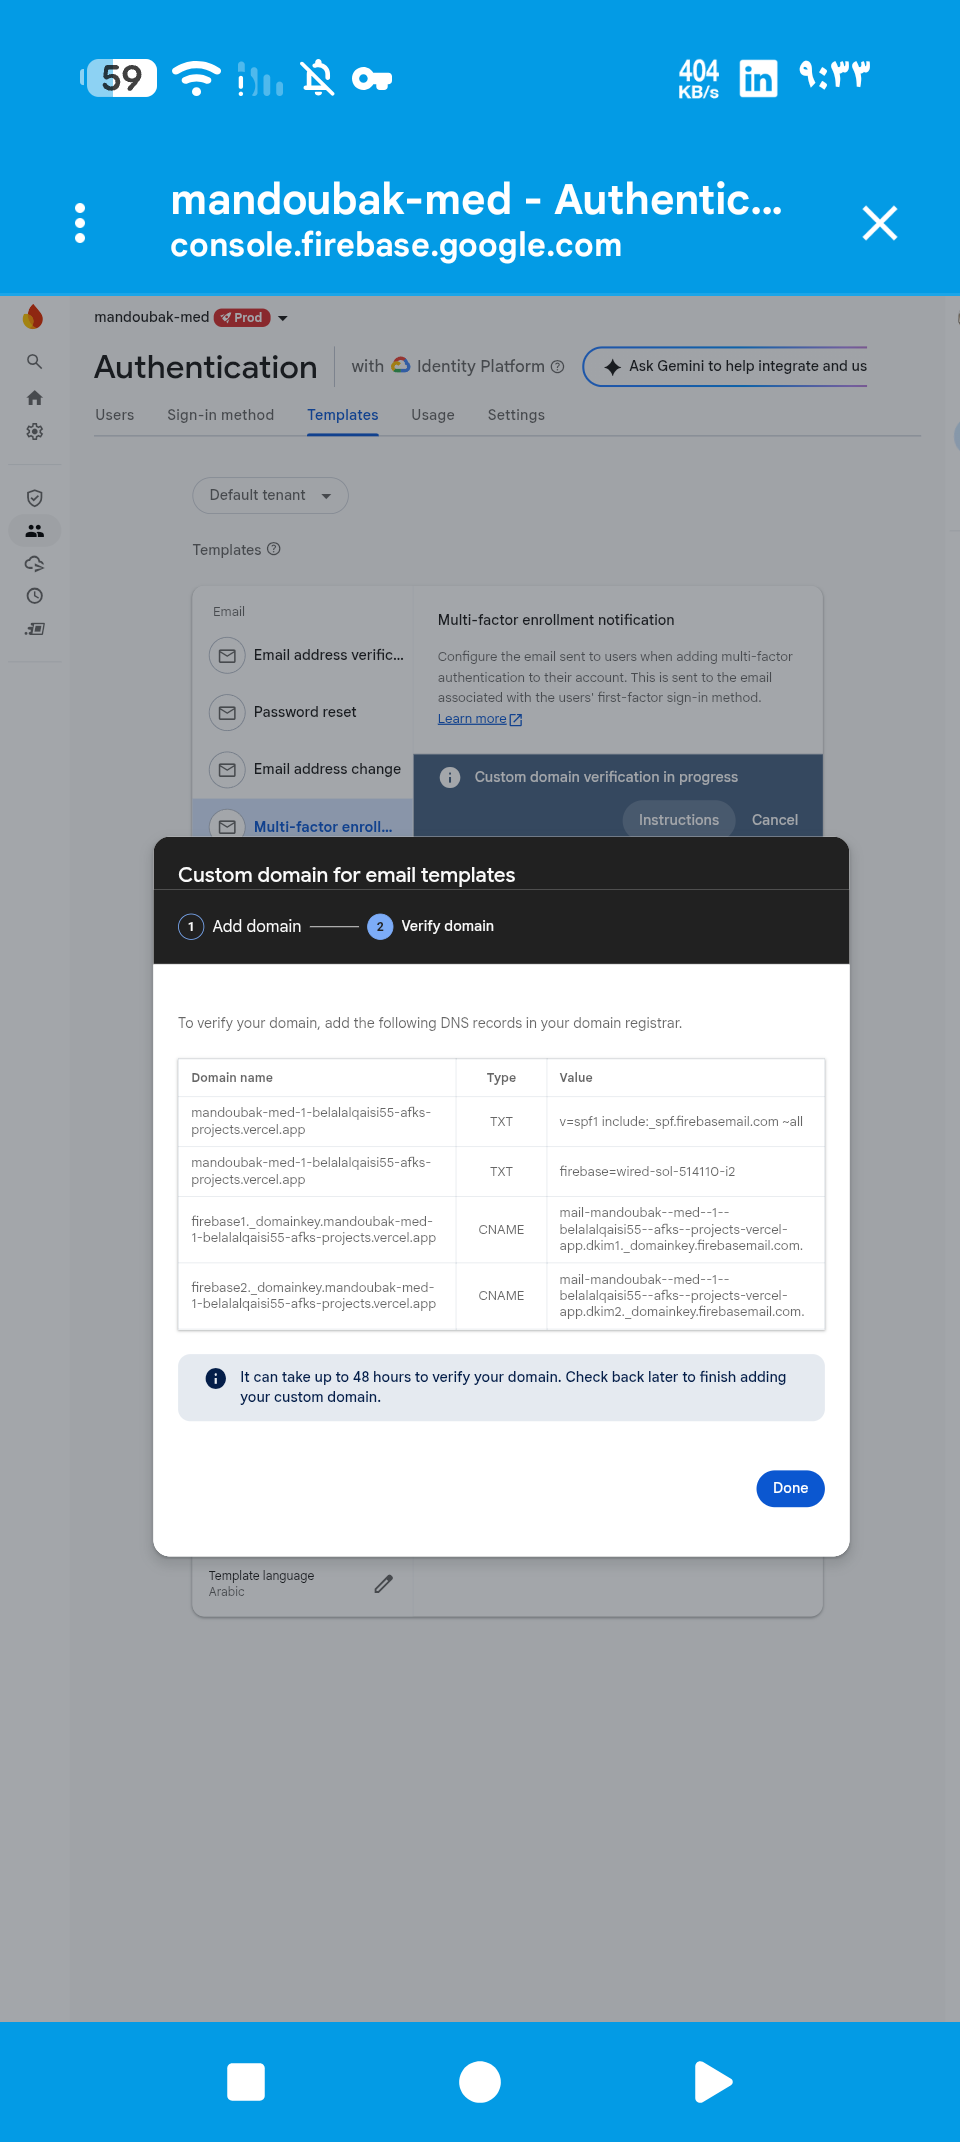 59
404
KB/s
in
٩:٣٣
mandoubak-med - Authentic...
console.firebase.google.com
mandoubak-med Prod
Authentication with Identity Platform
Ask Gemini to help integrate and us
Users Sign-in method Templates Usage Settings
Default tenant
Templates
Email
Email address verific...
Password reset
Email address change
Multi-factor enroll...
Multi-factor enrollment notification
Configure the email sent to users when adding multi-factor
authentication to their account. This is sent to the email
associated with the users' first-factor sign-in method.
Learn more
Custom domain verification in progress
Instructions Cancel
Custom domain for email templates
1 Add domain 2 Verify domain
To verify your domain, add the following DNS records in your domain registrar.
Domain name Type Value
mandoubak-med-1-belalalqaisi55-afks-
projects.vercel.app
TXT
v=spf1 include:_spf.firebasemail.com ~all
mandoubak-med-1-belalalqaisi55-afks-
projects.vercel.app
TXT
firebase=wired-sol-514110-i2
firebase1._domainkey.mandoubak-med-
1-belalalqaisi55-afks-projects.vercel.app
CNAME
mail-mandoubak--med--1--
belalalqaisi55--afks--projects-vercel-
app.dkim1._domainkey.firebasemail.com.
firebase2._domainkey.mandoubak-med-
1-belalalqaisi55-afks-projects.vercel.app
CNAME
mail-mandoubak--med--1--
belalalqaisi55--afks--projects-vercel-
app.dkim2._domainkey.firebasemail.com.
It can take up to 48 hours to verify your domain. Check back later to finish adding
your custom domain.
Done
Template language
Arabic